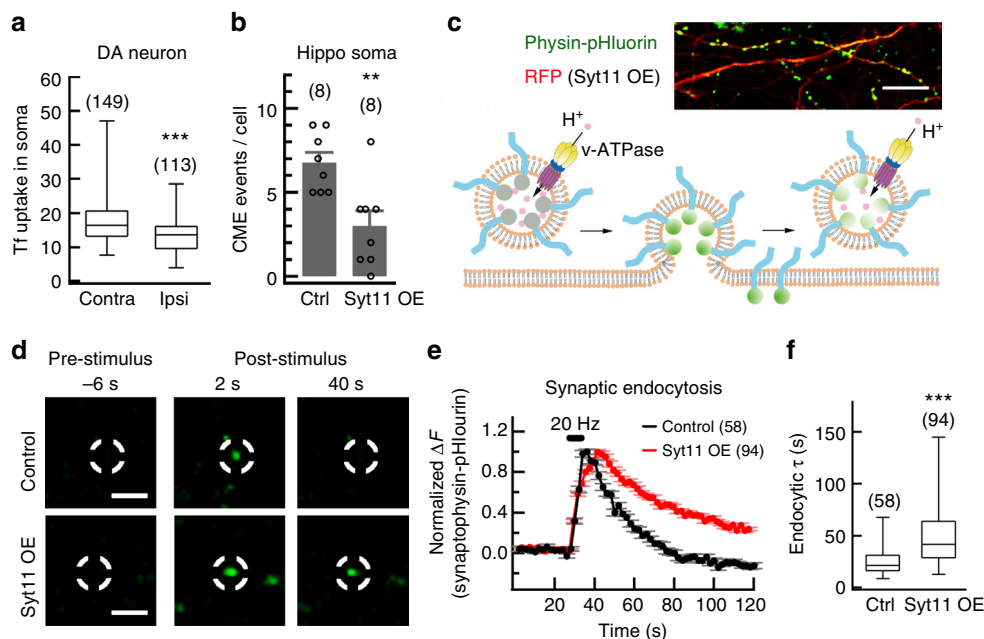 a
DA neuron
Tf uptake in soma
60
50
40
30
20
10
0
(149)
***
(113)
Contra
Ipsi
b
Hippo soma
CME events / cell
10
5
0
(8)
**
(8)
Ctrl
Syt11 OE
c
Physin-pHluorin
RFP (Syt11 OE)
H+
v-ATPase
H+
d
Pre-stimulus
Post-stimulus
–6 s
2 s
40 s
Control
Syt11 OE
e
Synaptic endocytosis
Normalized ΔF
(synaptophysin-pHlourin)
1.2
0.8
0.4
0.0
20 Hz
Control (58)
Syt11 OE (94)
20
40
60
80
100
120
Time (s)
f
Endocytic τ (s)
150
100
50
0
(58)
***
(94)
Ctrl
Syt11 OE